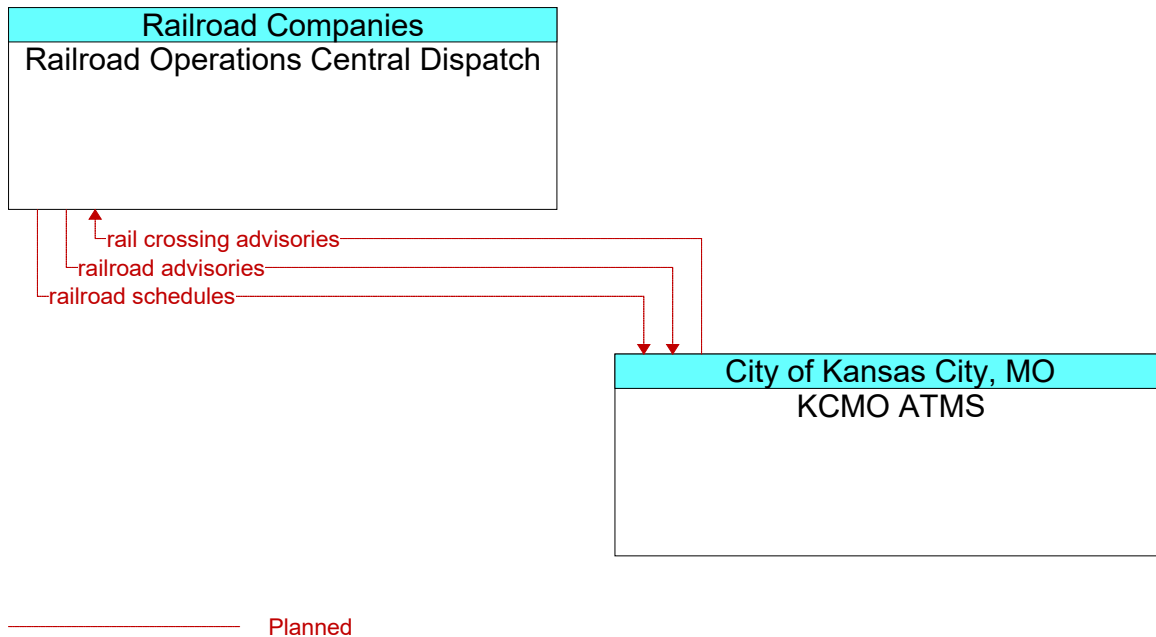 Railroad Companies
Railroad Operations Central Dispatch
rail crossing advisories
railroad advisories
railroad schedules
City of Kansas City, MO
KCMO ATMS
Planned